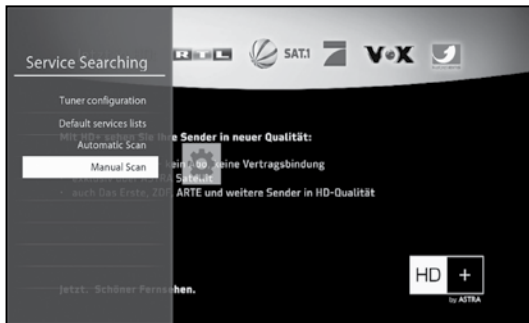 RTL SAT.1 VOX
Service Searching
Tuner configuration
Default services lists
Automatic Scan
Manual Scan
Mit HD+ sehen Sie Ihre Sender in neuer Qualität:
kein Abo, keine Vertragsbindung
Satellit
- auch Das Erste, ZDF, ARTE und weitere Sender in HD-Qualität
HD +
by ASTRA
Jetzt. Schöner Fernsehen.